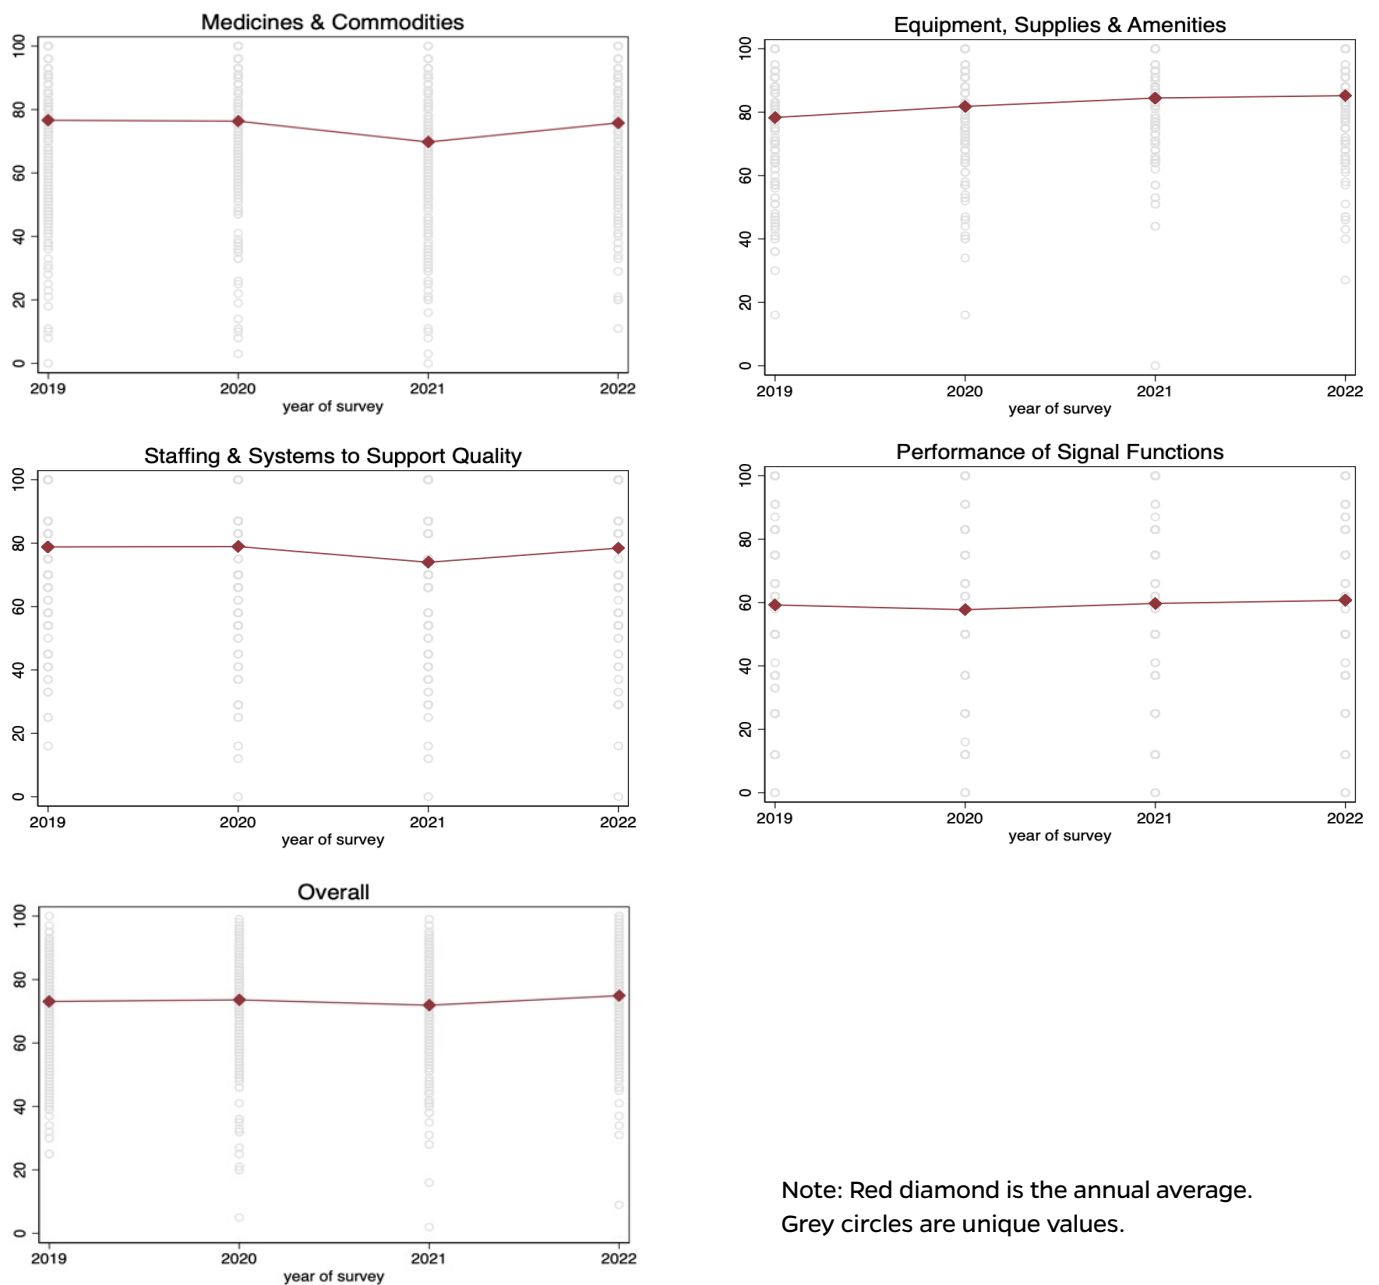 Medicines & Commodities
100
80
60
40
20
0
2019 2020 2021 2022
year of survey
Equipment, Supplies & Amenities
100
80
60
40
20
0
2019 2020 2021 2022
year of survey
Staffing & Systems to Support Quality
100
80
60
40
20
0
2019 2020 2021 2022
year of survey
Performance of Signal Functions
100
80
60
40
20
0
2019 2020 2021 2022
year of survey
Overall
100
80
60
40
20
0
2019 2020 2021 2022
year of survey
Note: Red diamond is the annual average.
Grey circles are unique values.